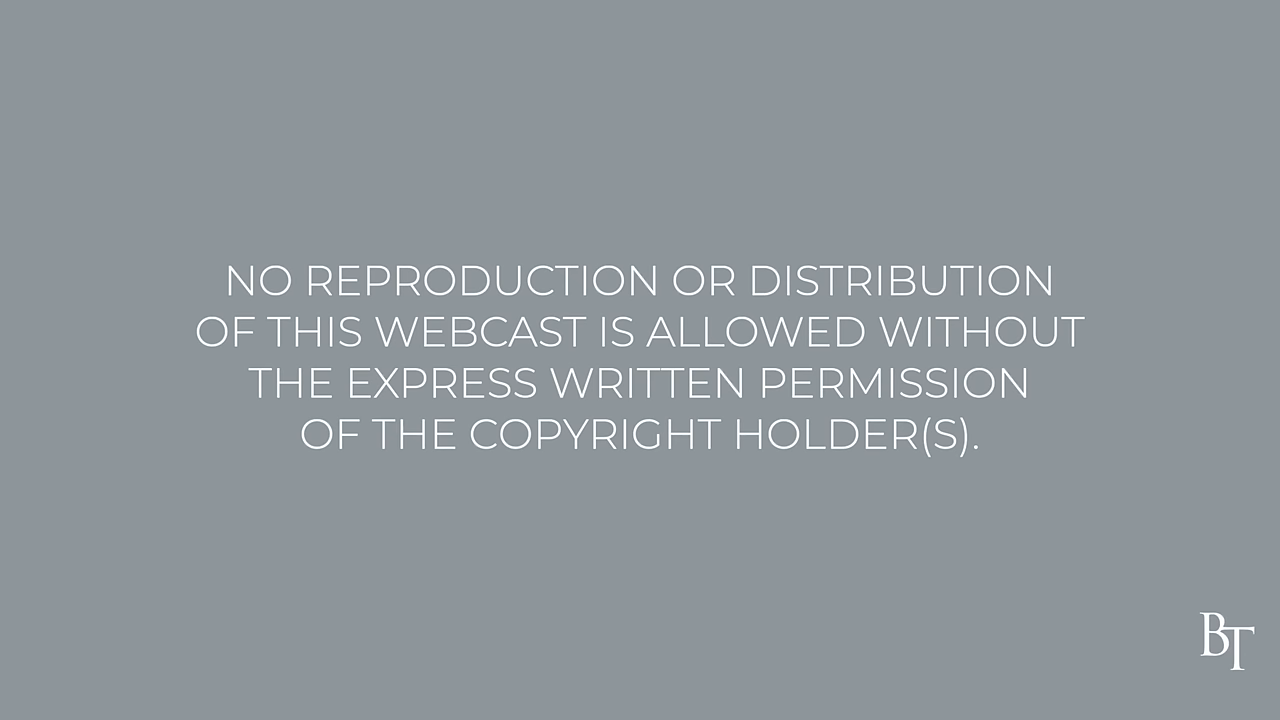 NO REPRODUCTION OR DISTRIBUTION
OF THIS WEBCAST IS ALLOWED WITHOUT
THE EXPRESS WRITTEN PERMISSION
OF THE COPYRIGHT HOLDER(S).
BT